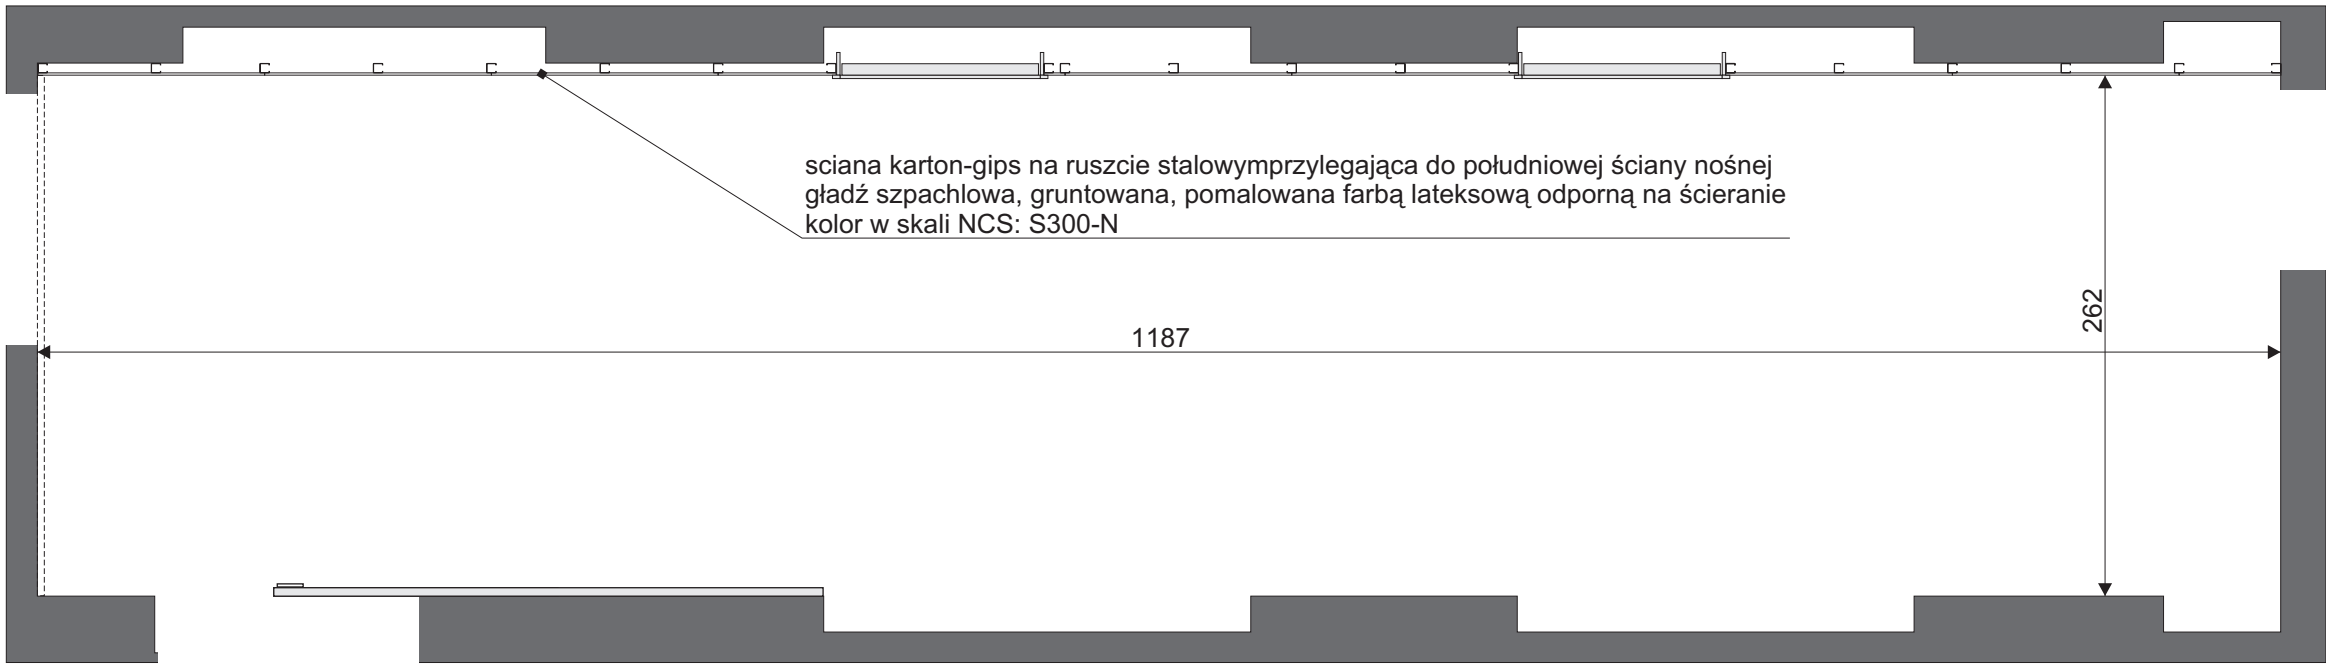 sciana karton-gips na ruszcie stalowymprzylegająca do południowej ściany nośnej
gładź szpachlowa, gruntowana, pomalowana farbą lateksową odporną na ścieranie
kolor w skali NCS: S300-N
262
1187